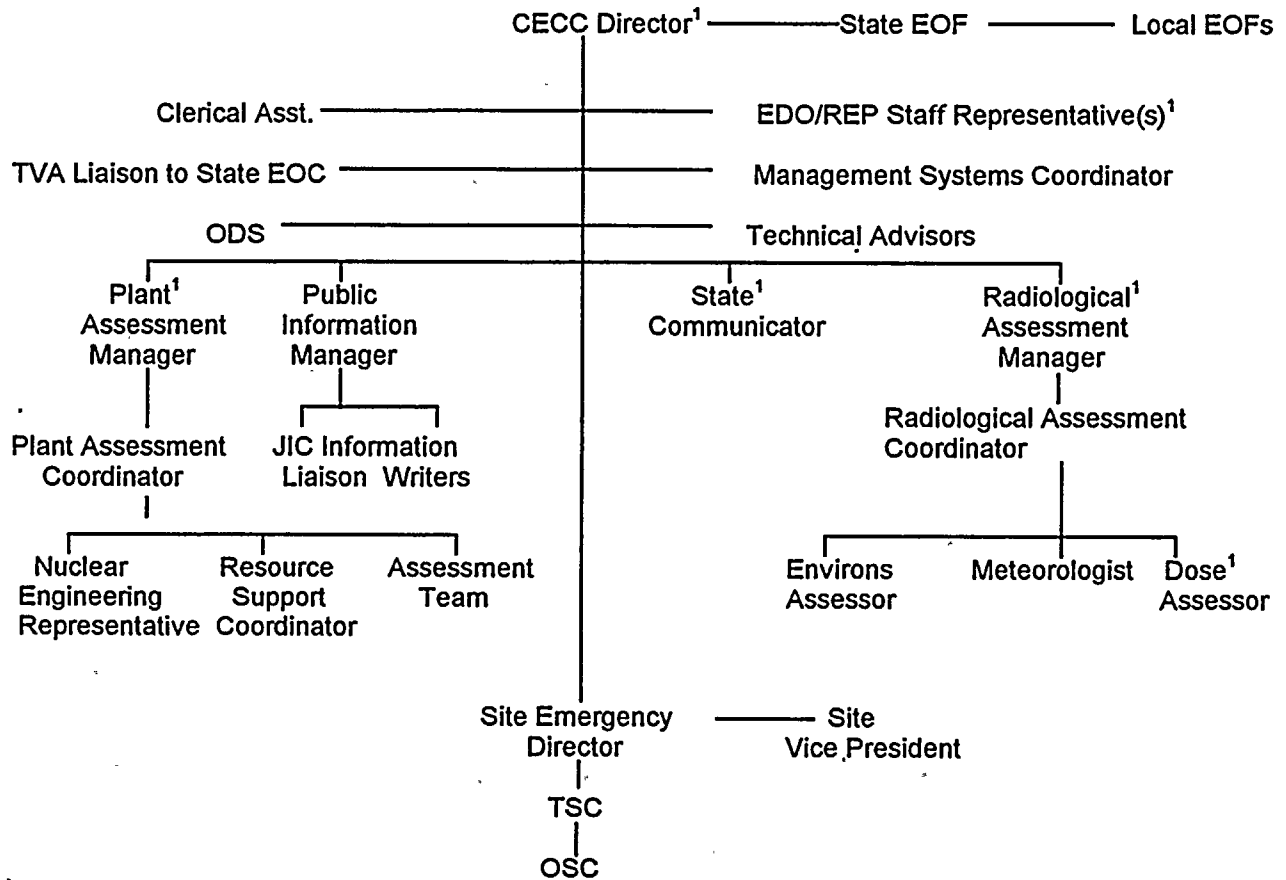 CECC Director¹ State EOF Local EOFs
Clerical Asst. EDO/REP Staff Representative(s)¹
TVA Liaison to State EOC Management Systems Coordinator
ODS Technical Advisors
Plant¹
Assessment
Manager
Public
Information
Manager
State¹
Communicator
Radiological¹
Assessment
Manager
Plant Assessment
Coordinator
JIC Information
Liaison Writers
Radiological Assessment
Coordinator
Nuclear
Engineering
Representative
Resource
Support
Coordinator
Assessment
Team
Environs
Assessor
Meteorologist
Dose¹
Assessor
Site Emergency
Director
Site
Vice President
TSC
OSC